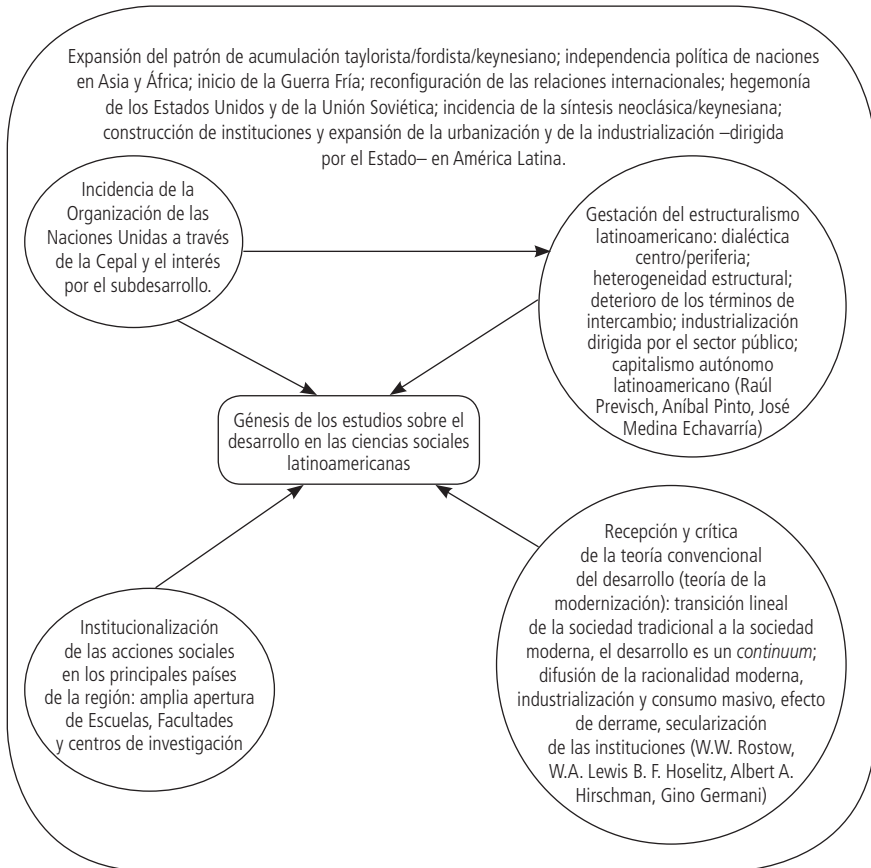 Expansión del patrón de acumulación taylorista/fordista/keynesiano; independencia política de naciones
en Asia y África; inicio de la Guerra Fría; reconfiguración de las relaciones internacionales; hegemonía
de los Estados Unidos y de la Unión Soviética; incidencia de la síntesis neoclásica/keynesiana;
construcción de instituciones y expansión de la urbanización y de la industrialización –dirigida
por el Estado– en América Latina.
Incidencia de la
Organización de las
Naciones Unidas a través
de la Cepal y el interés
por el subdesarrollo.
Gestación del estructuralismo
latinoamericano: dialéctica
centro/periferia;
heterogeneidad estructural;
deterioro de los términos de
intercambio; industrialización
dirigida por el sector público;
capitalismo autónomo
latinoamericano (Raúl
Previsch, Aníbal Pinto, José
Medina Echavarría)
Génesis de los estudios sobre el
desarrollo en las ciencias sociales
latinoamericanas
Institucionalización
de las acciones sociales
en los principales países
de la región: amplia apertura
de Escuelas, Facultades
y centros de investigación
Recepción y crítica
de la teoría convencional
del desarrollo (teoría de la
modernización): transición lineal
de la sociedad tradicional a la sociedad
moderna, el desarrollo es un continuum;
difusión de la racionalidad moderna,
industrialización y consumo masivo, efecto
de derrame, secularización
de las instituciones (W.W. Rostow,
W.A. Lewis B. F. Hoselitz, Albert A.
Hirschman, Gino Germani)